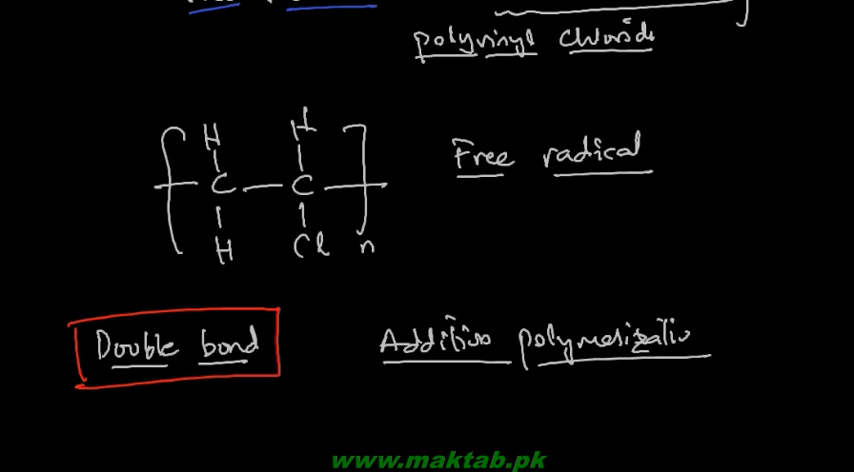 polyvinyl chloride
H H
C — C
H Cl n
Free radical
Double bond
Addition polymerization
www.maktab.pk